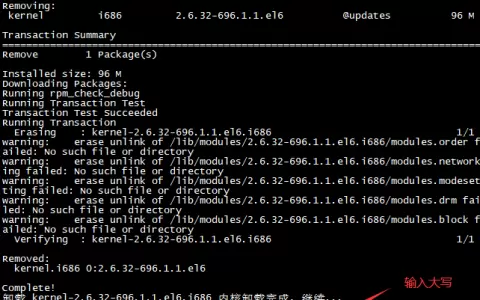 Removing:
kernel i686 2.6.32-696.1.1.el6 @updates 96 M
Transaction Summary
================================================================================
Remove 1 Package(s)
Installed size: 96 M
Downloading Packages:
Running rpm_check_debug
Running Transaction Test
Transaction Test Succeeded
Running Transaction
Erasing : kernel-2.6.32-696.1.1.el6.i686 1/1
warning: erase unlink of /lib/modules/2.6.32-696.1.1.el6.i686/modules.order f
ailed: No such file or directory
warning: erase unlink of /lib/modules/2.6.32-696.1.1.el6.i686/modules.network
ing failed: No such file or directory
warning: erase unlink of /lib/modules/2.6.32-696.1.1.el6.i686/modules.modeset
ting failed: No such file or directory
warning: erase unlink of /lib/modules/2.6.32-696.1.1.el6.i686/modules.drm fai
led: No such file or directory
warning: erase unlink of /lib/modules/2.6.32-696.1.1.el6.i686/modules.block f
ailed: No such file or directory
Verifying : kernel-2.6.32-696.1.1.el6.i686 1/1
Removed:
kernel.i686 0:2.6.32-696.1.1.el6
输入大写
Complete!
卸载 kernel-2.6.32-696.1.1.el6.i686 内核卸载完成, 继续...